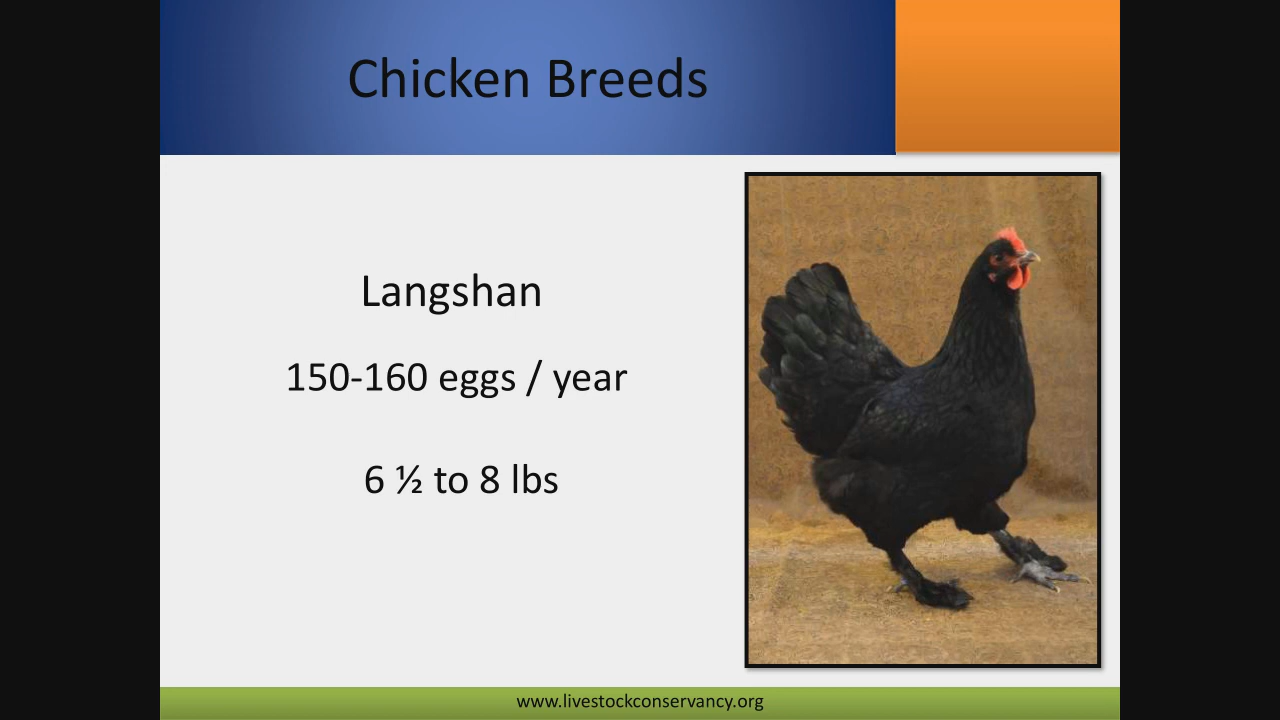 Chicken Breeds
Langshan
150-160 eggs / year
6 ½ to 8 lbs
www.livestockconservancy.org